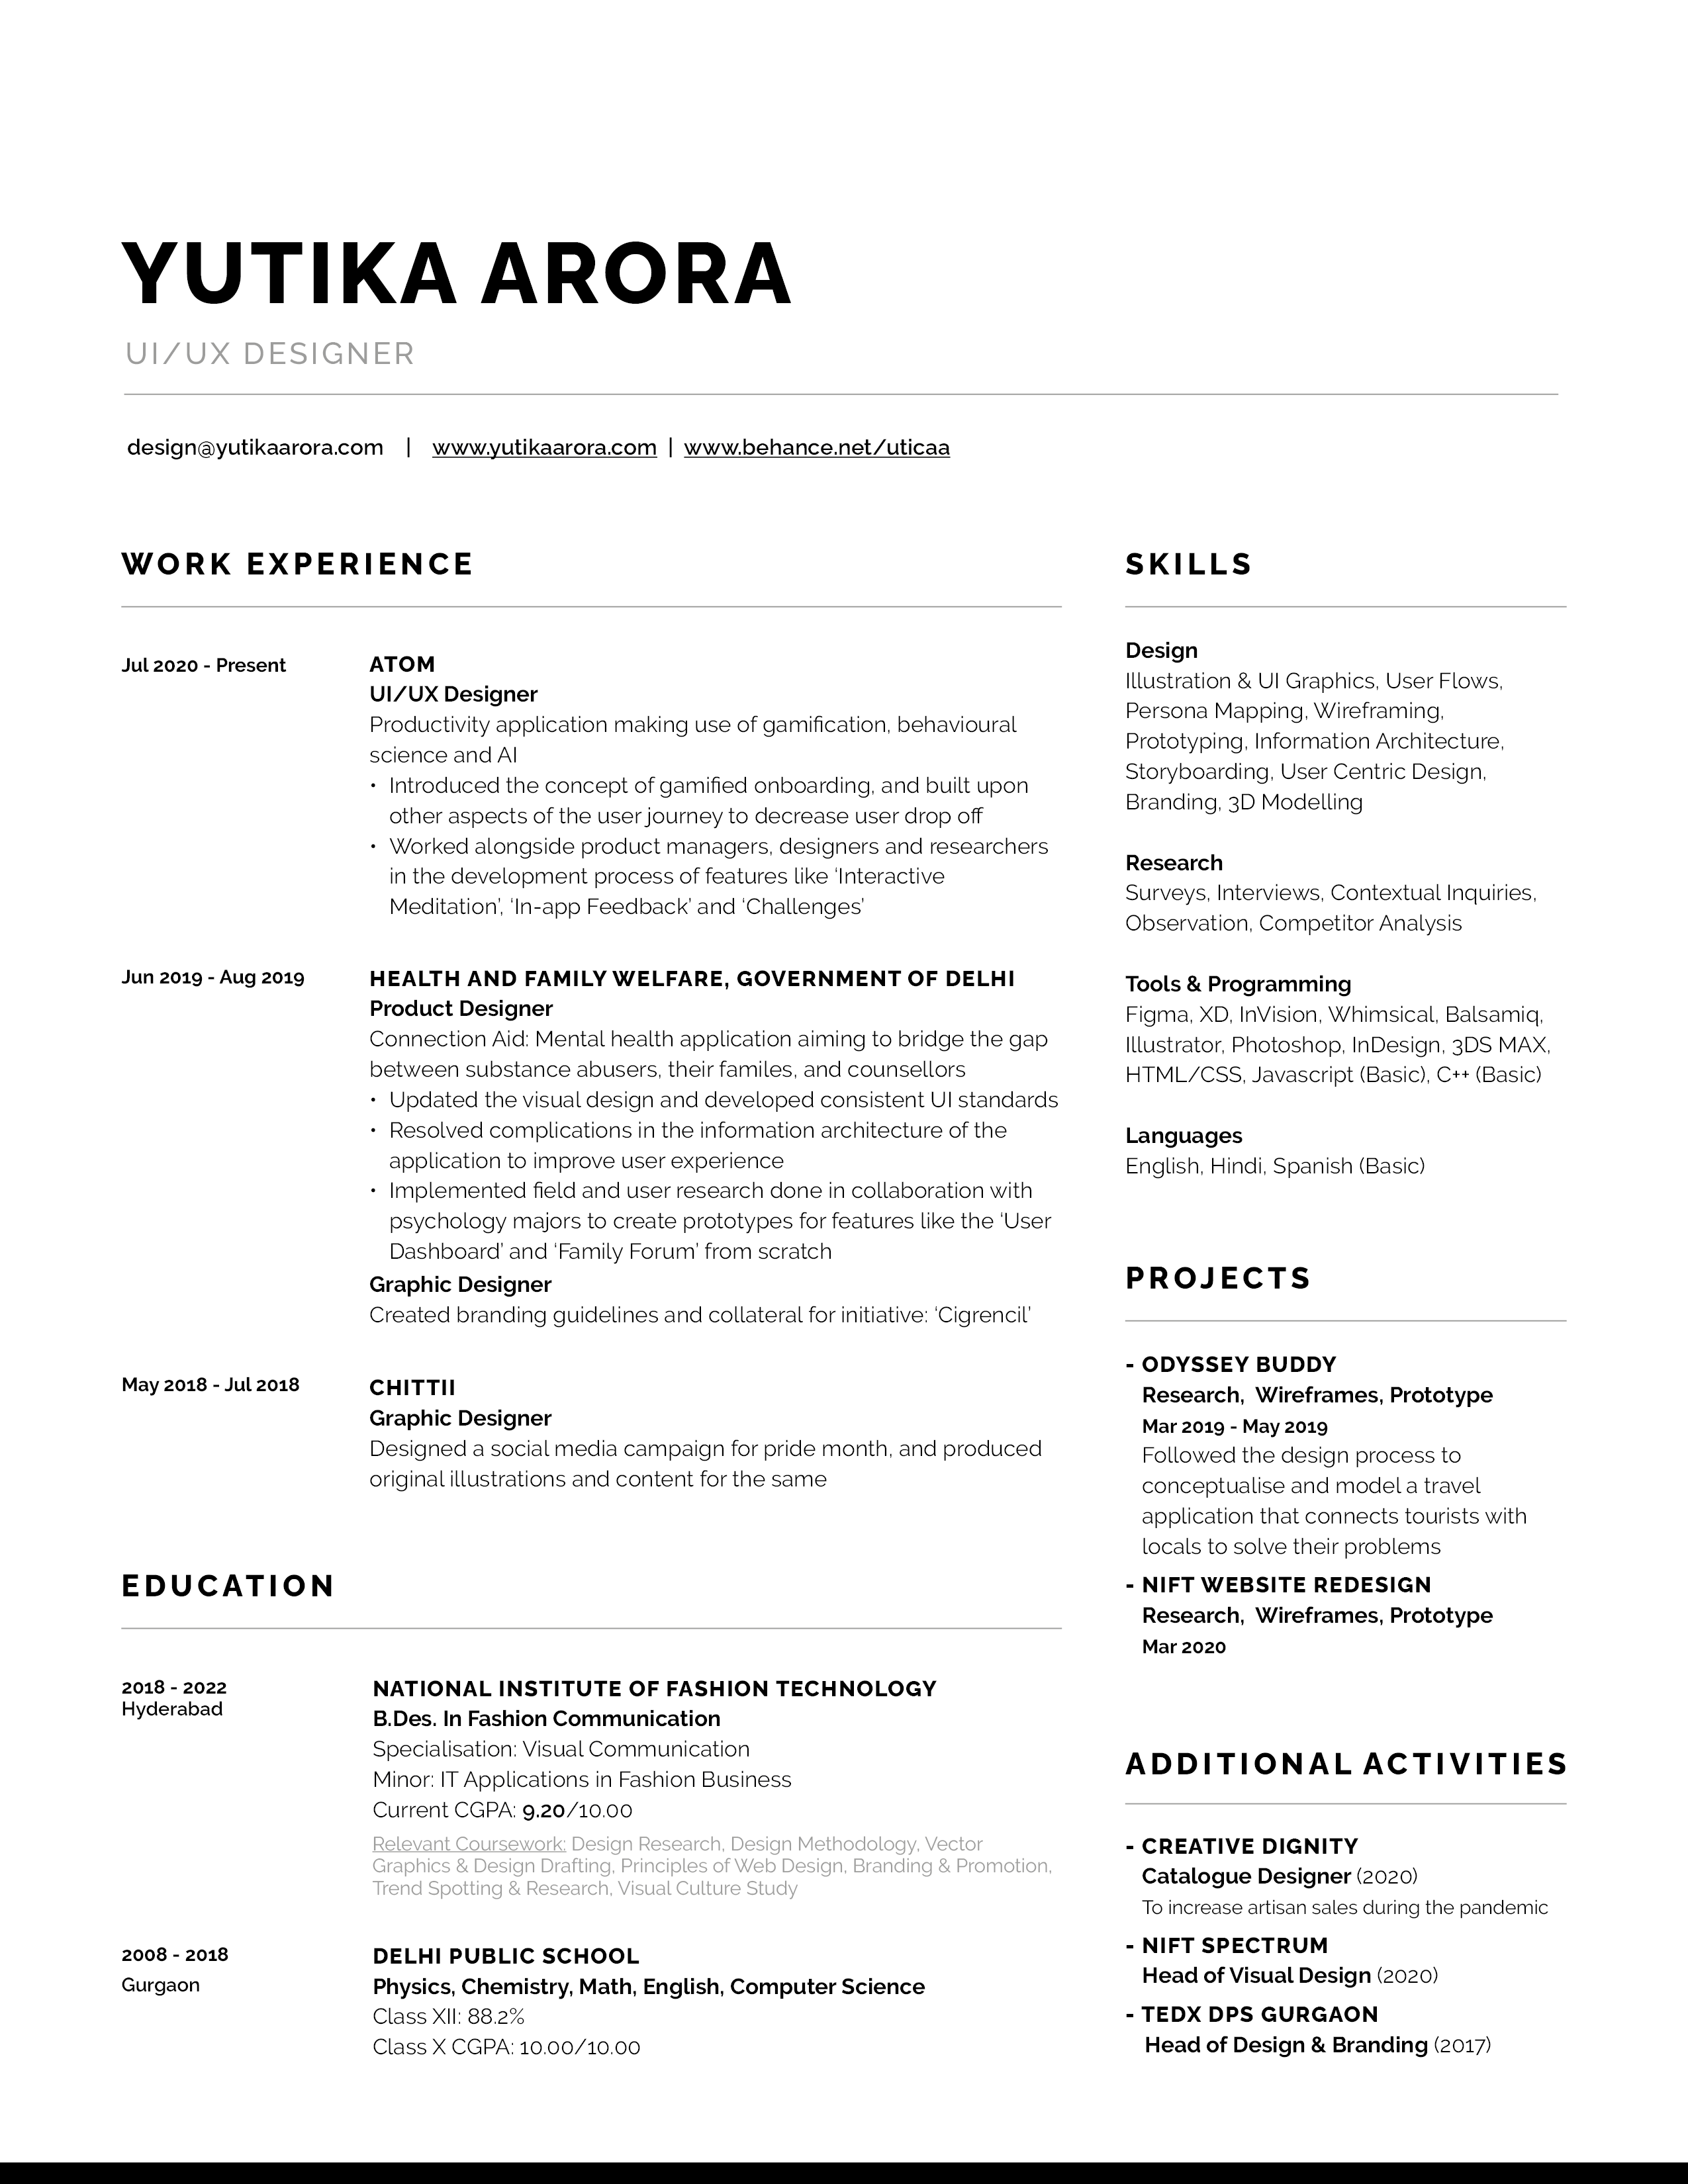 YUTIKA ARORA
UI/UX DESIGNER
design@yutikaarora.com | www.yutikaarora.com | www.behance.net/uticaa
WORK EXPERIENCE
Jul 2020 - Present
ATOM
UI/UX Designer
Productivity application making use of gamification, behavioural
science and AI
• Introduced the concept of gamified onboarding, and built upon
other aspects of the user journey to decrease user drop off
• Worked alongside product managers, designers and researchers
in the development process of features like ‘Interactive
Meditation’, ‘In-app Feedback’ and ‘Challenges’
Jun 2019 - Aug 2019
HEALTH AND FAMILY WELFARE, GOVERNMENT OF DELHI
Product Designer
Connection Aid: Mental health application aiming to bridge the gap
between substance abusers, their familes, and counsellors
• Updated the visual design and developed consistent UI standards
• Resolved complications in the information architecture of the
application to improve user experience
• Implemented field and user research done in collaboration with
psychology majors to create prototypes for features like the ‘User
Dashboard’ and ‘Family Forum’ from scratch
Graphic Designer
Created branding guidelines and collateral for initiative: ‘Cigrencil’
May 2018 - Jul 2018
CHITTII
Graphic Designer
Designed a social media campaign for pride month, and produced
original illustrations and content for the same
EDUCATION
2018 - 2022
Hyderabad
NATIONAL INSTITUTE OF FASHION TECHNOLOGY
B.Des. In Fashion Communication
Specialisation: Visual Communication
Minor: IT Applications in Fashion Business
Current CGPA: 9.20/10.00
Relevant Coursework: Design Research, Design Methodology, Vector
Graphics & Design Drafting, Principles of Web Design, Branding & Promotion,
Trend Spotting & Research, Visual Culture Study
2008 - 2018
Gurgaon
DELHI PUBLIC SCHOOL
Physics, Chemistry, Math, English, Computer Science
Class XII: 88.2%
Class X CGPA: 10.00/10.00
SKILLS
Design
Illustration & UI Graphics, User Flows,
Persona Mapping, Wireframing,
Prototyping, Information Architecture,
Storyboarding, User Centric Design,
Branding, 3D Modelling
Research
Surveys, Interviews, Contextual Inquiries,
Observation, Competitor Analysis
Tools & Programming
Figma, XD, InVision, Whimsical, Balsamiq,
Illustrator, Photoshop, InDesign, 3DS MAX,
HTML/CSS, Javascript (Basic), C++ (Basic)
Languages
English, Hindi, Spanish (Basic)
PROJECTS
- ODYSSEY BUDDY
Research, Wireframes, Prototype
Mar 2019 - May 2019
Followed the design process to
conceptualise and model a travel
application that connects tourists with
locals to solve their problems
- NIFT WEBSITE REDESIGN
Research, Wireframes, Prototype
Mar 2020
ADDITIONAL ACTIVITIES
- CREATIVE DIGNITY
Catalogue Designer (2020)
To increase artisan sales during the pandemic
- NIFT SPECTRUM
Head of Visual Design (2020)
- TEDX DPS GURGAON
Head of Design & Branding (2017)